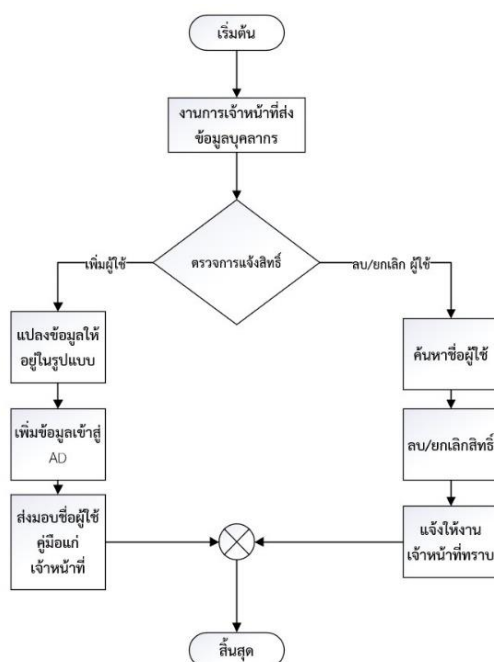 เริ่มต้น
งานการเจ้าหน้าที่ส่ง
ข้อมูลบุคลากร
ตรวจการแจ้งสิทธิ์
เพิ่มผู้ใช้
ลบ/ยกเลิก ผู้ใช้
แปลงข้อมูลให้
อยู่ในรูปแบบ
ค้นหาชื่อผู้ใช้
เพิ่มข้อมูลเข้าสู่
AD
ลบ/ยกเลิกสิทธิ์
ส่งมอบชื่อผู้ใช้
คู่มือแก่
เจ้าหน้าที่
แจ้งให้งาน
เจ้าหน้าที่ทราบ
สิ้นสุด